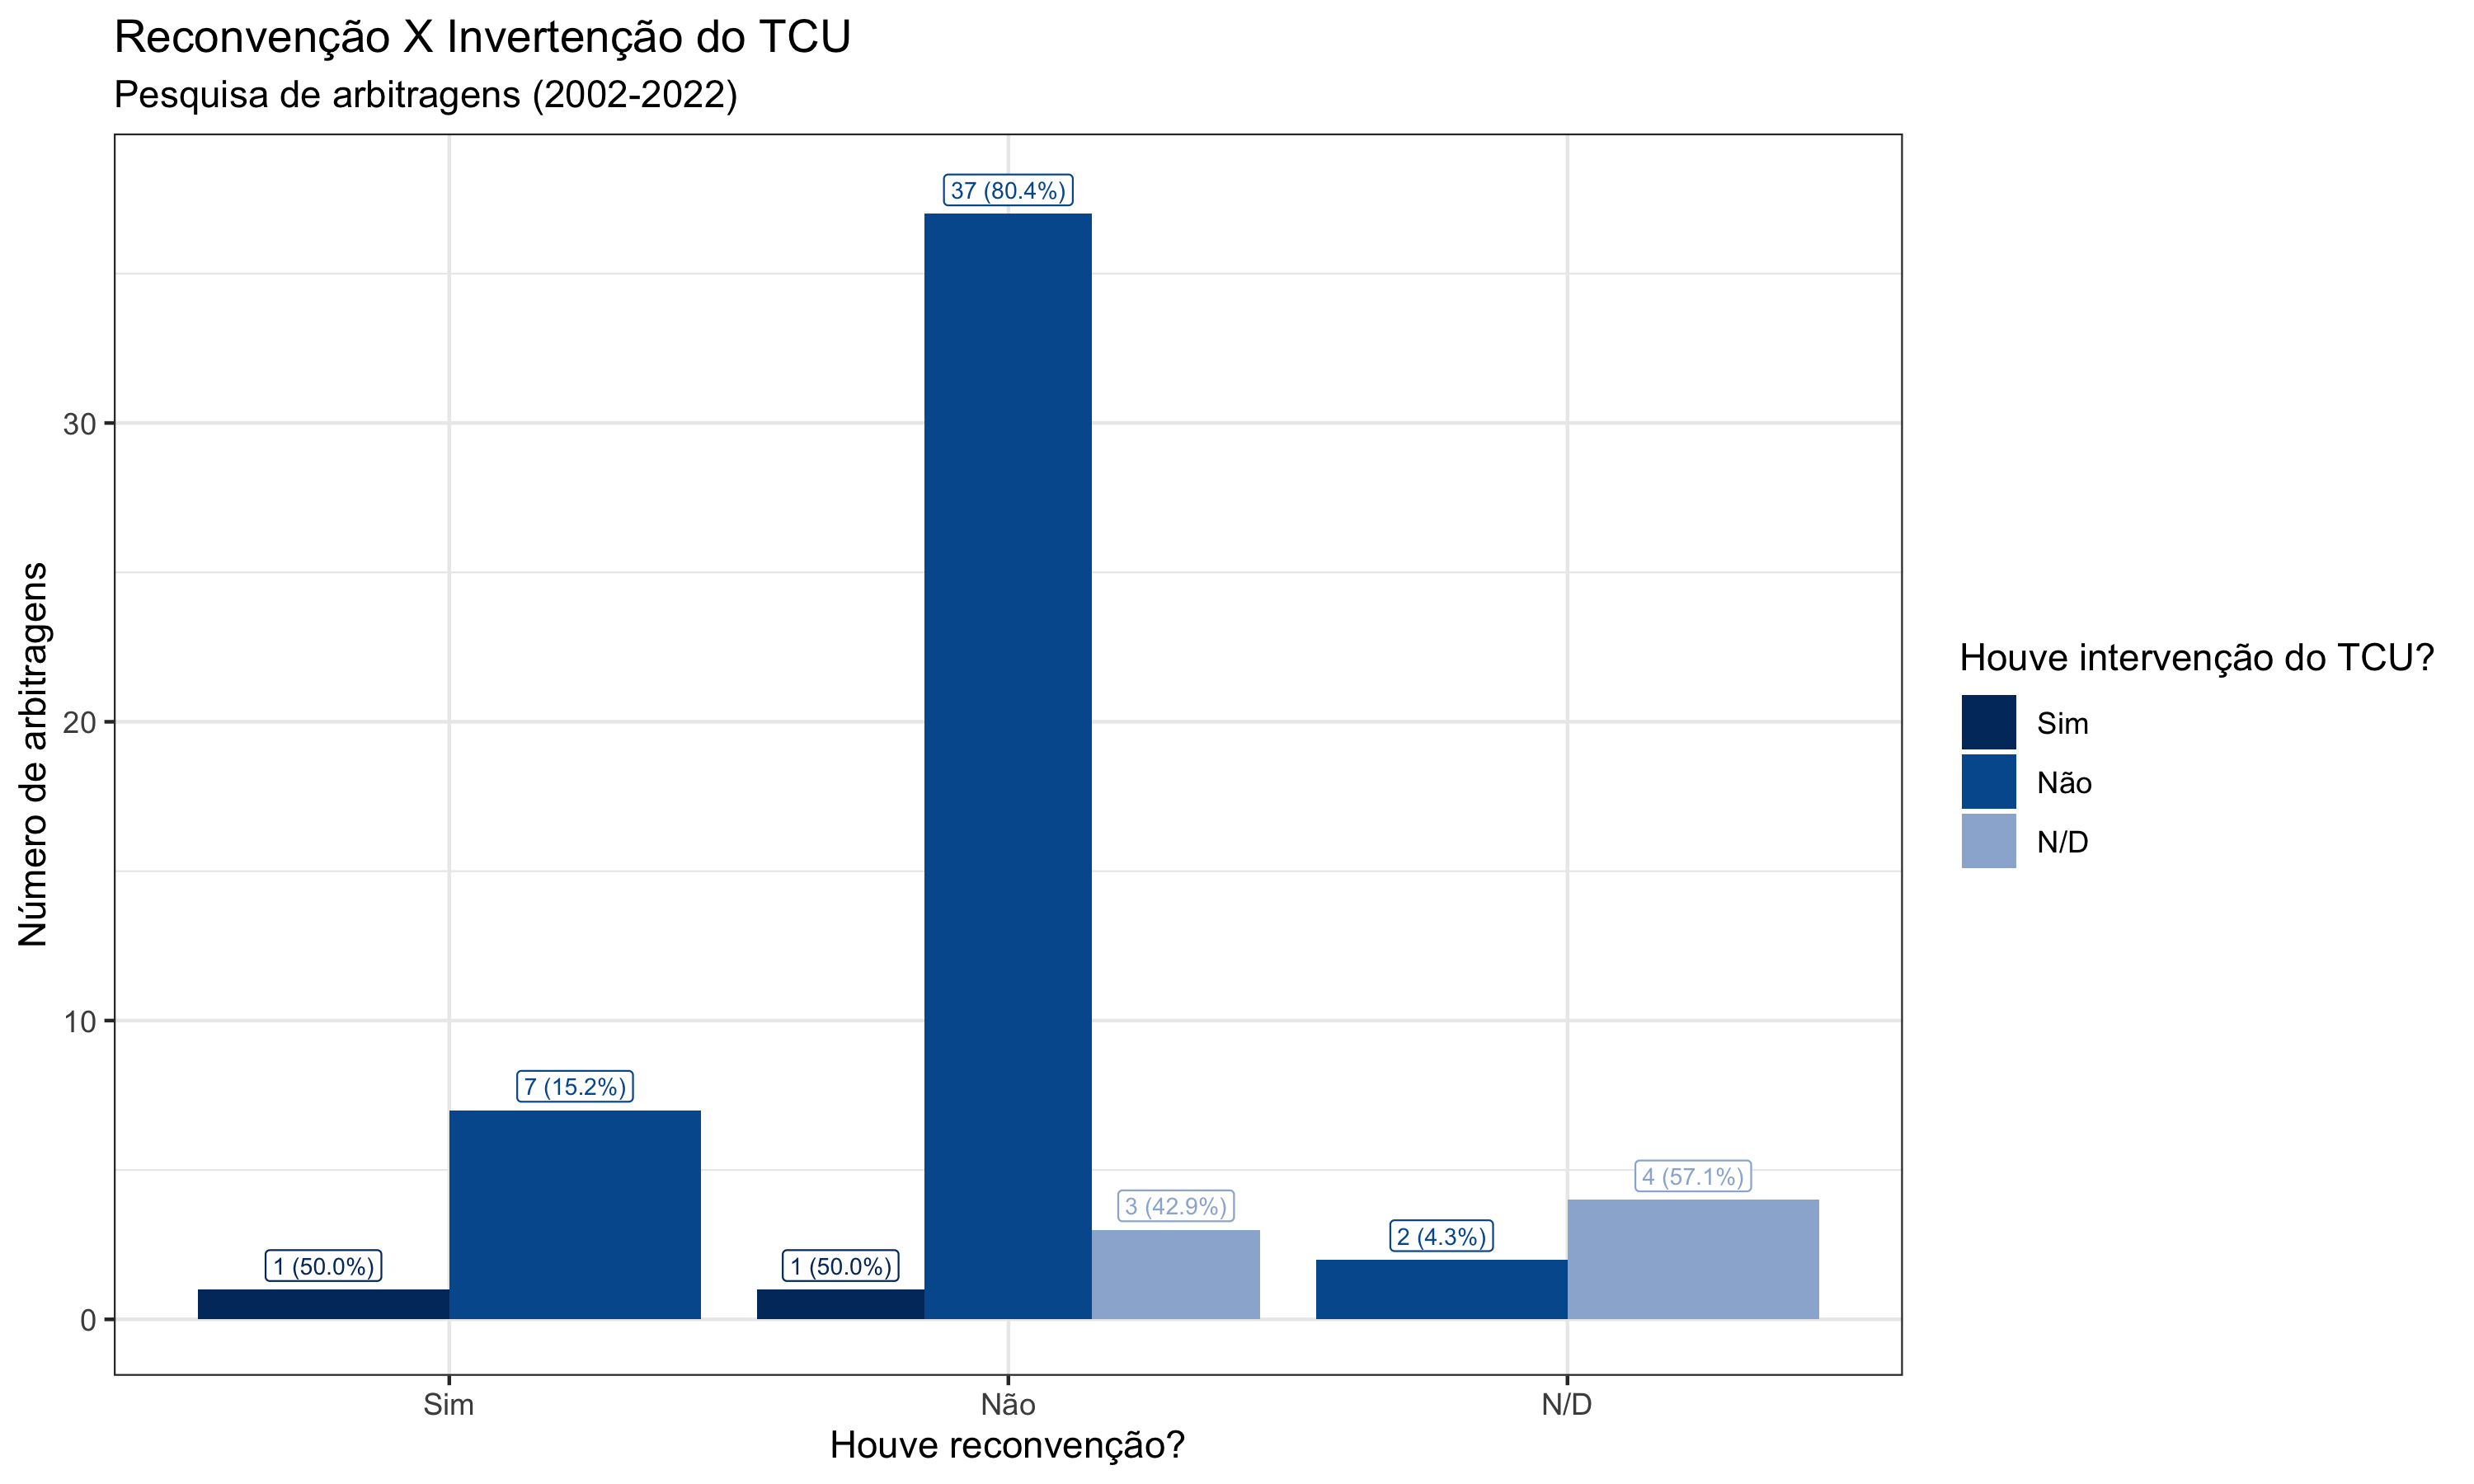 Reconvenção X Invertenção do TCU
Pesquisa de arbitragens (2002-2022)
Número de arbitragens
30
20
10
0
1 (50.0%)
7 (15.2%)
1 (50.0%)
37 (80.4%)
3 (42.9%)
2 (4.3%)
4 (57.1%)
Sim
Não
N/D
Houve reconvenção?
Houve intervenção do TCU?
Sim
Não
N/D